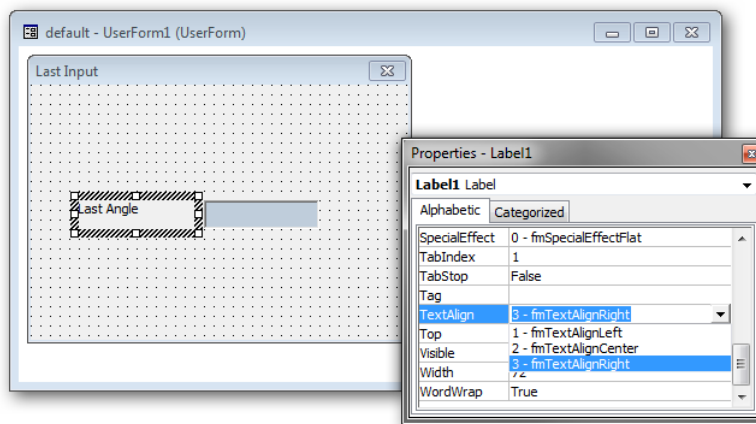 default - UserForm1 (UserForm)
Last Input
Last Angle
Properties - Label1
Label1 Label
Alphabetic Categorized
SpecialEffect 0 - fmSpecialEffectFlat
TabIndex 1
TabStop False
Tag
TextAlign 3 - fmTextAlignRight
Top 1 - fmTextAlignLeft
Visible 2 - fmTextAlignCenter
3 - fmTextAlignRight
Width 72
WordWrap True